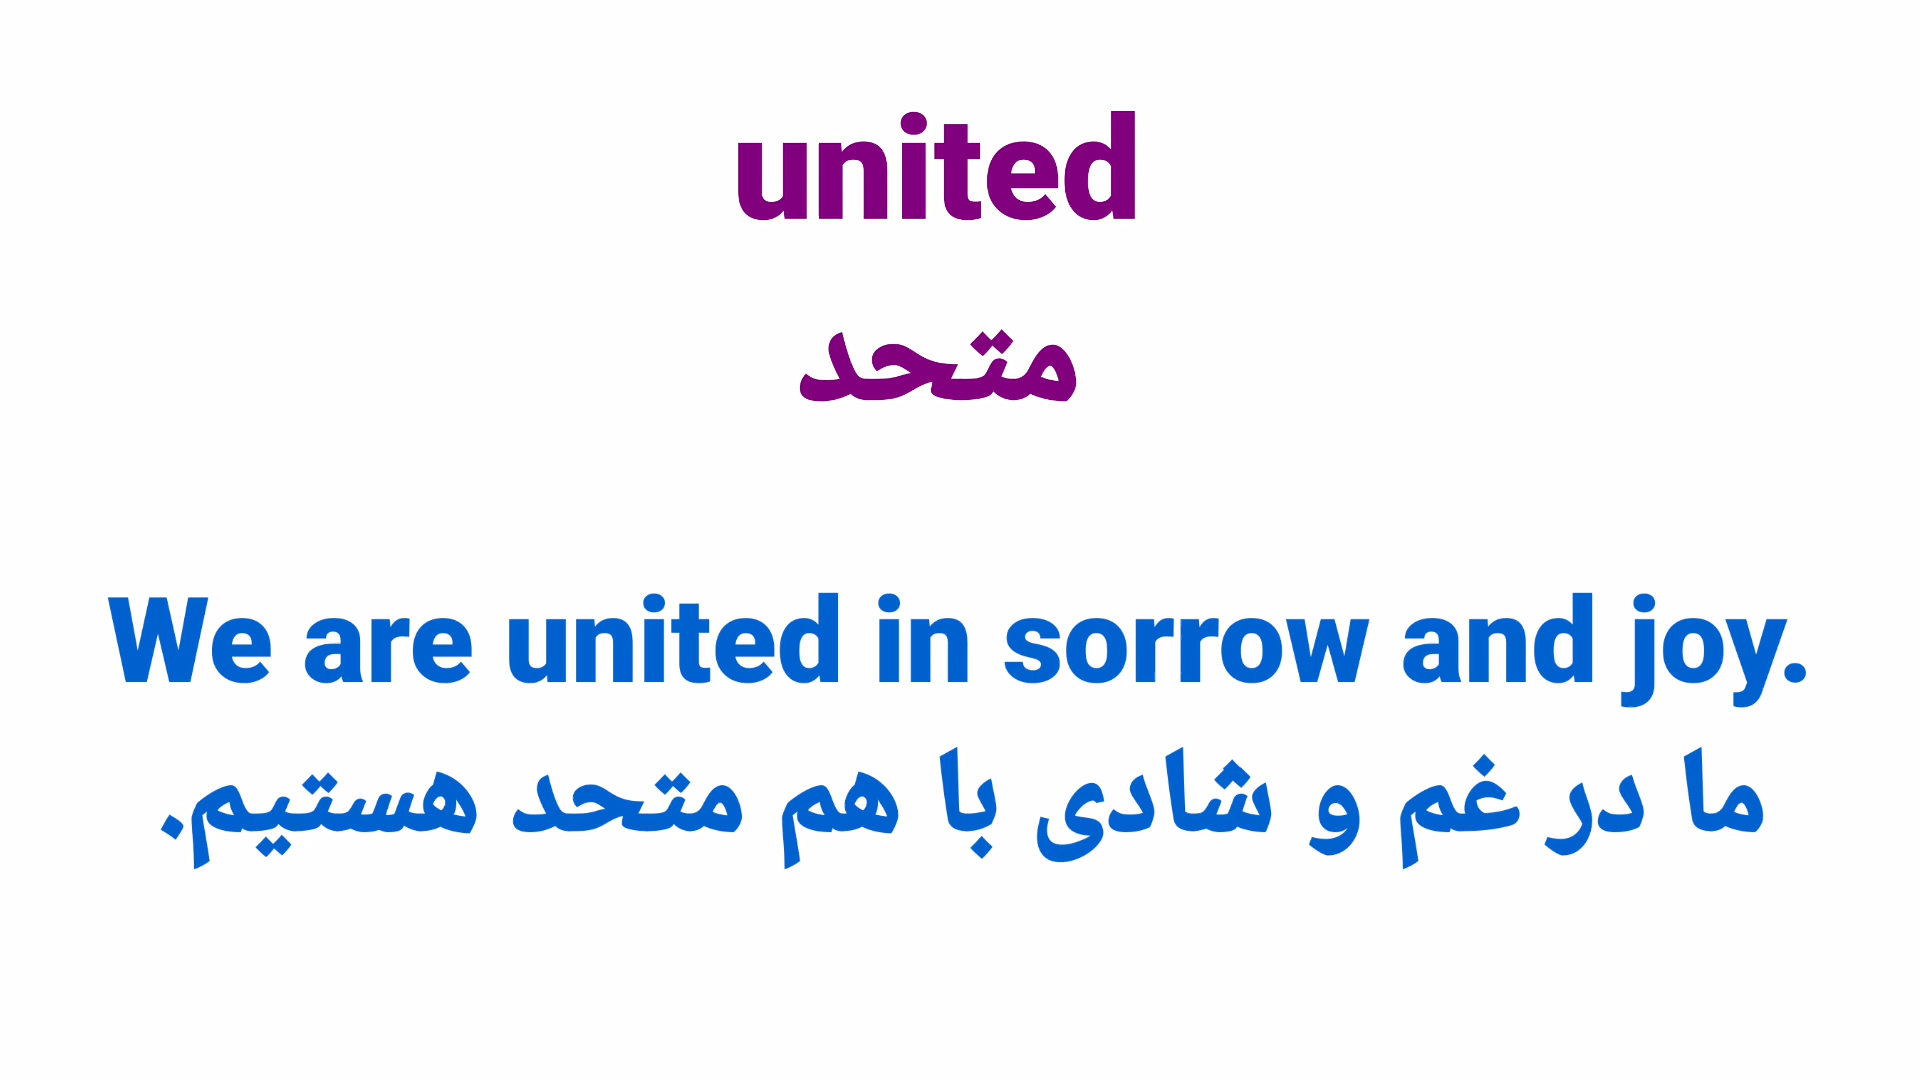 united
متحد
We are united in sorrow and joy.
ما در غم و شادی با هم متحد هستیم.